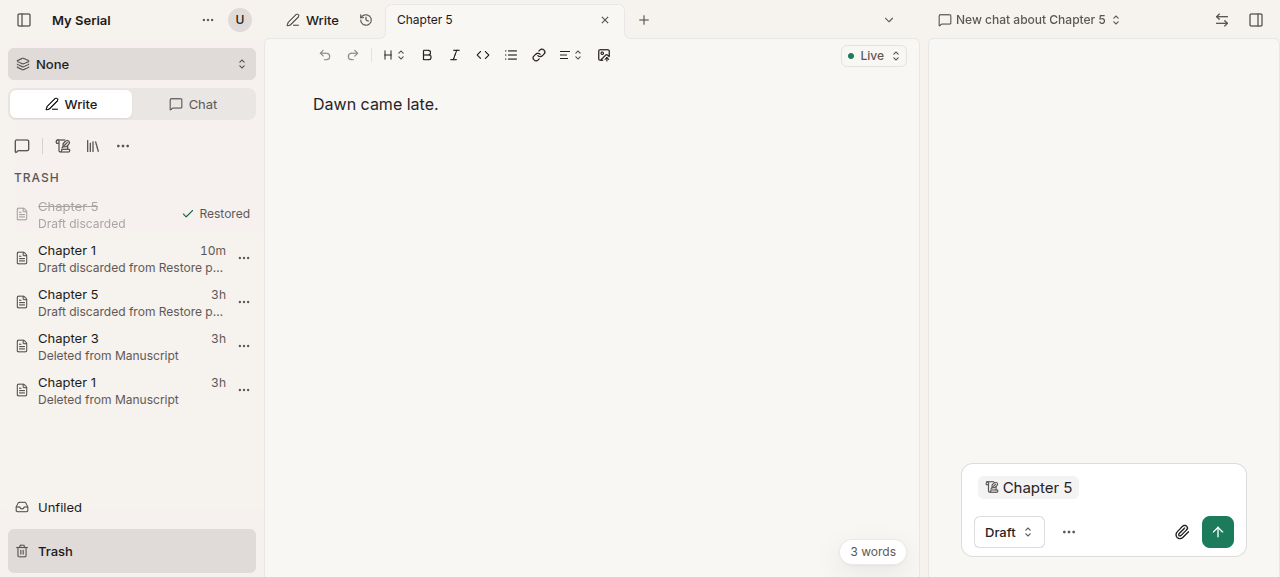 My Serial
U
None
Write
Chat
TRASH
Chapter 5
Draft discarded
Restored
Chapter 1
10m
Draft discarded from Restore p...
Chapter 5
3h
Draft discarded from Restore p...
Chapter 3
3h
Deleted from Manuscript
Chapter 1
3h
Deleted from Manuscript
Unfiled
Trash
Write
Chapter 5
H
B
I
Live
Dawn came late.
3 words
New chat about Chapter 5
Chapter 5
Draft